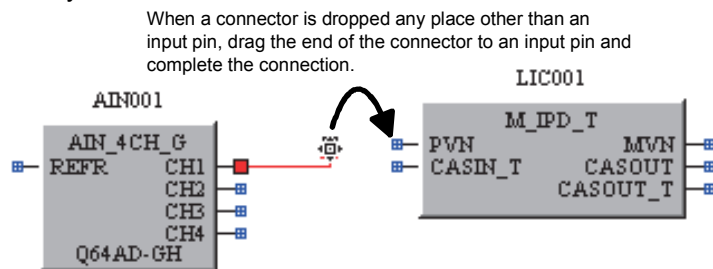 When a connector is dropped any place other than an
input pin, drag the end of the connector to an input pin and
complete the connection.
AIN001
AIN_4CH_G
REFR CH1
CH2
CH3
CH4
Q64AD-GH
LIC001
M_IPD_T
PVN MVN
CASIN_T CASOUT
CASOUT_T